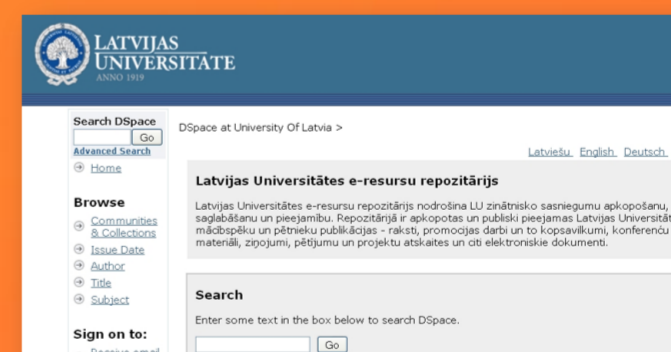 LATVIJAS
UNIVERSITĀTE
ANNO 1919
Search DSpace
Go
Advanced Search
Home
Browse
Communities
& Collections
Issue Date
Author
Title
Subject
Sign on to:
Receive email
DSpace at University Of Latvia >
Latviešu English Deutsch
Latvijas Universitātes e-resursu repozitārijs
Latvijas Universitātes e-resursu repozitārijs nodrošina LU zinātnisko sasniegumu apkopošanu,
saglabāšanu un pieejamību. Repozitārijā ir apkopotas un publiski pieejamas Latvijas Universitāt
mācībspēku un pētnieku publikācijas - raksti, promocijas darbi un to kopsavilkumi, konferenču
materiāli, ziņojumi, pētījumu un projektu atskaites un citi elektroniskie dokumenti.
Search
Enter some text in the box below to search DSpace.
Go